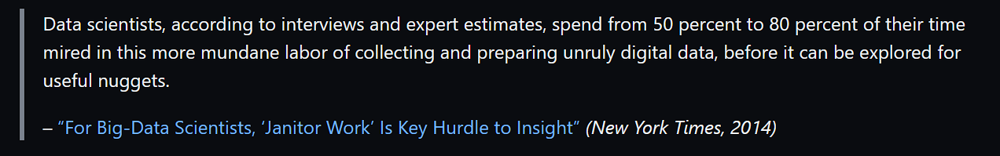 Data scientists, according to interviews and expert estimates, spend from 50 percent to 80 percent of their time
mired in this more mundane labor of collecting and preparing unruly digital data, before it can be explored for
useful nuggets.
– “For Big-Data Scientists, ‘Janitor Work’ Is Key Hurdle to Insight” (New York Times, 2014)